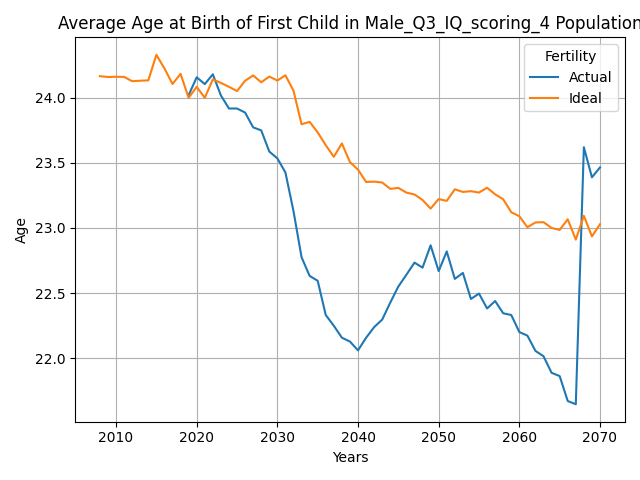 Average Age at Birth of First Child in Male_Q3_IQ_scoring_4 Population
Fertility
Actual
Ideal
Age
24.0
23.5
23.0
22.5
22.0
2010 2020 2030 2040 2050 2060 2070
Years